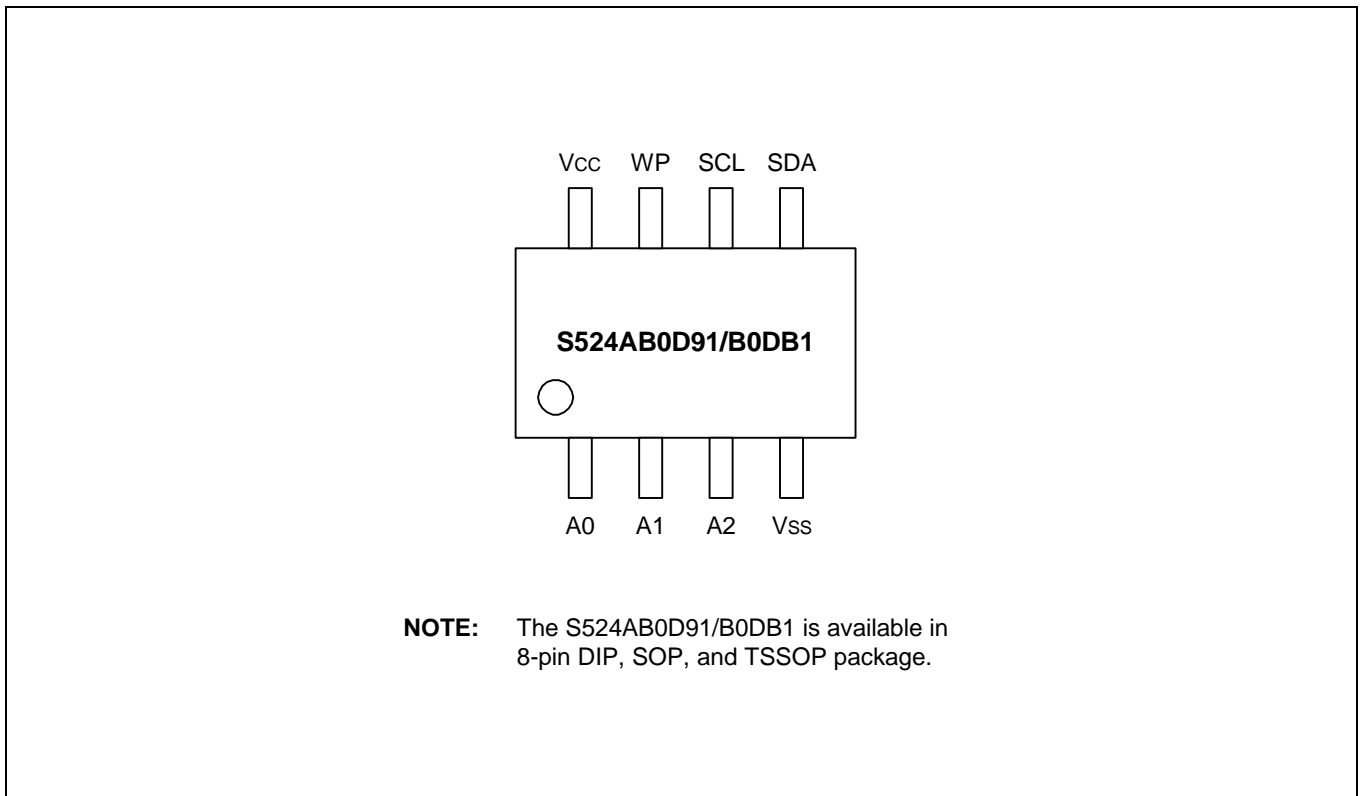 Vcc WP SCL SDA
S524AB0D91/B0DB1
A0 A1 A2 Vss
NOTE: The S524AB0D91/B0DB1 is available in
8-pin DIP, SOP, and TSSOP package.